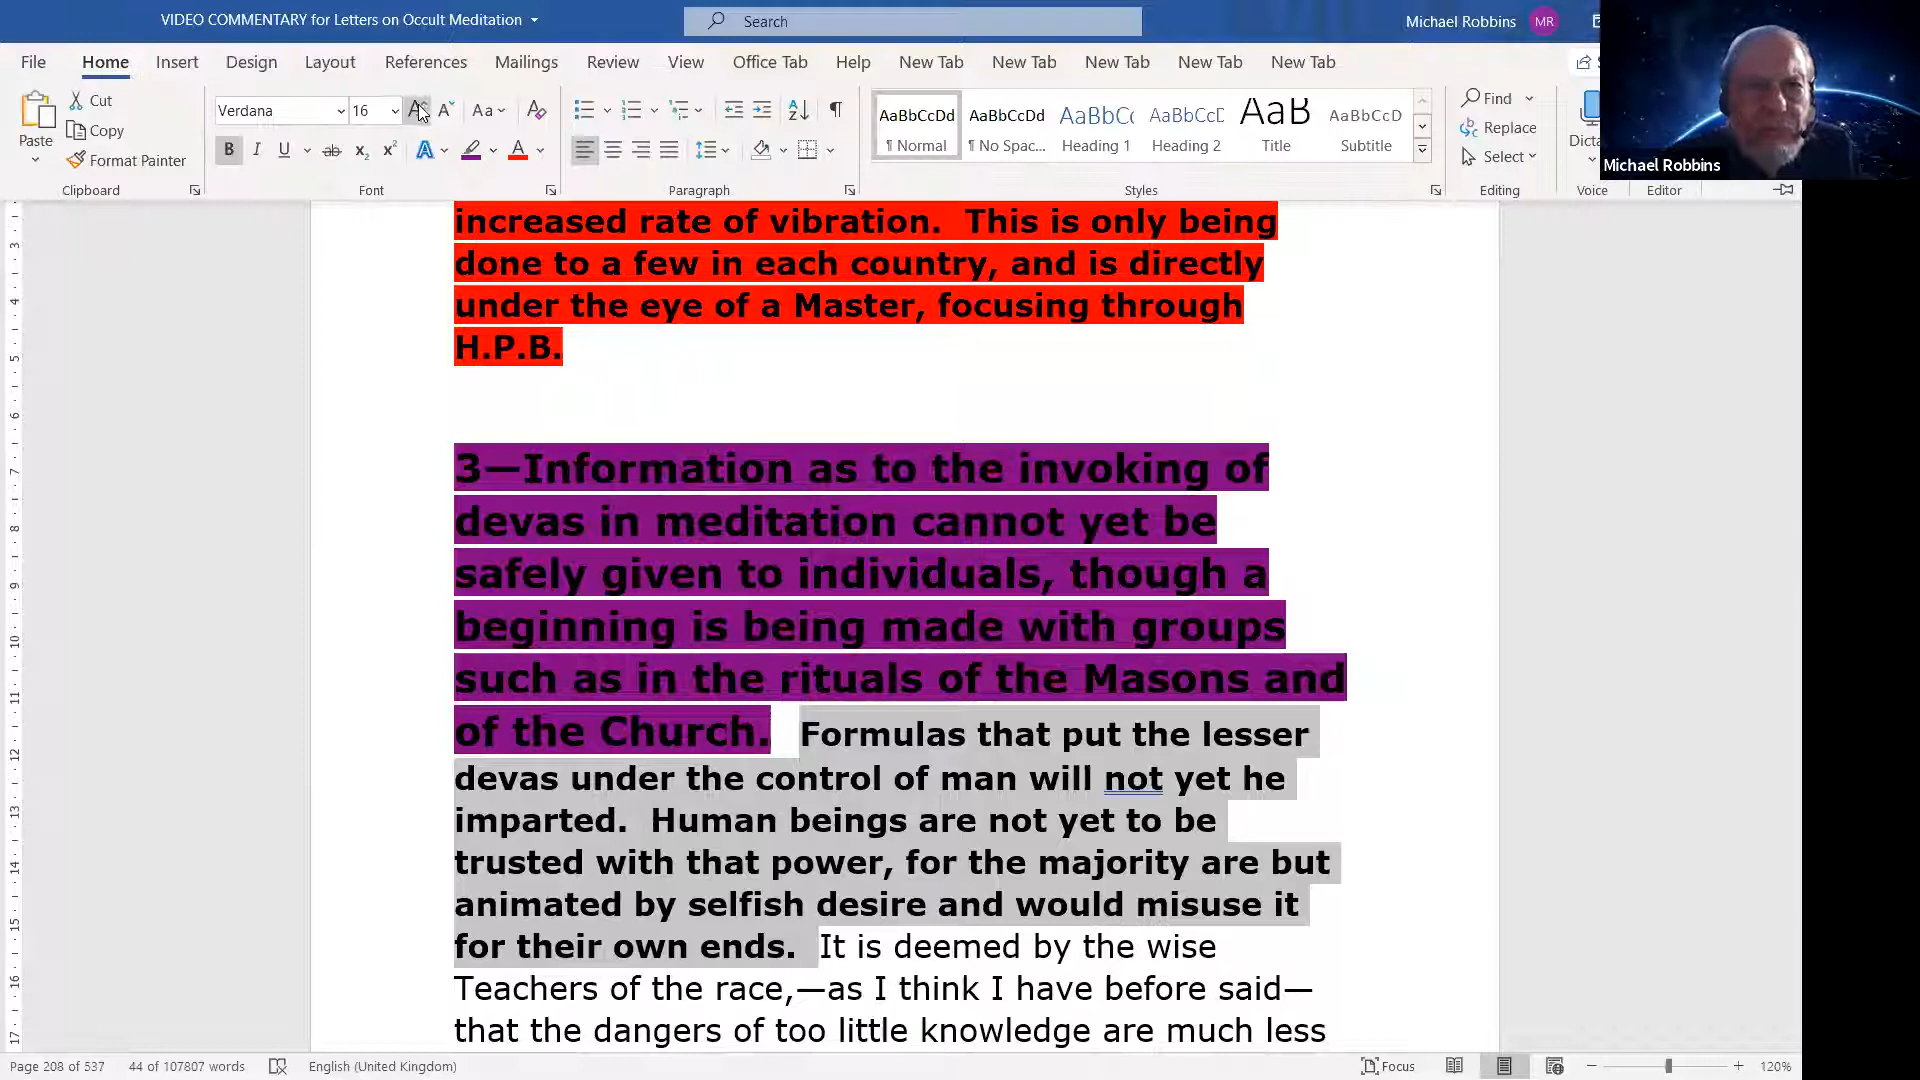 VIDEO COMMENTARY for Letters on Occult Meditation
Search
Michael Robbins
MR
File
Home
Insert
Design
Layout
References
Mailings
Review
View
Office Tab
Help
New Tab
New Tab
New Tab
New Tab
New Tab
Paste
Cut
Copy
Format Painter
Clipboard
Verdana
16
Font
Paragraph
AaBbCcDd
¶ Normal
AaBbCcDd
¶ No Spac...
AaBbCc
Heading 1
AaBbCcD
Heading 2
AaB
Title
AaBbCcD
Subtitle
Styles
Find
Replace
Select
Editing
Dicta
Voice
Editor
Michael Robbins
increased rate of vibration. This is only being
done to a few in each country, and is directly
under the eye of a Master, focusing through
H.P.B.
3—Information as to the invoking of
devas in meditation cannot yet be
safely given to individuals, though a
beginning is being made with groups
such as in the rituals of the Masons and
of the Church. Formulas that put the lesser
devas under the control of man will not yet he
imparted. Human beings are not yet to be
trusted with that power, for the majority are but
animated by selfish desire and would misuse it
for their own ends. It is deemed by the wise
Teachers of the race,—as I think I have before said—
that the dangers of too little knowledge are much less
Page 208 of 537
44 of 107807 words
English (United Kingdom)
Focus
120%